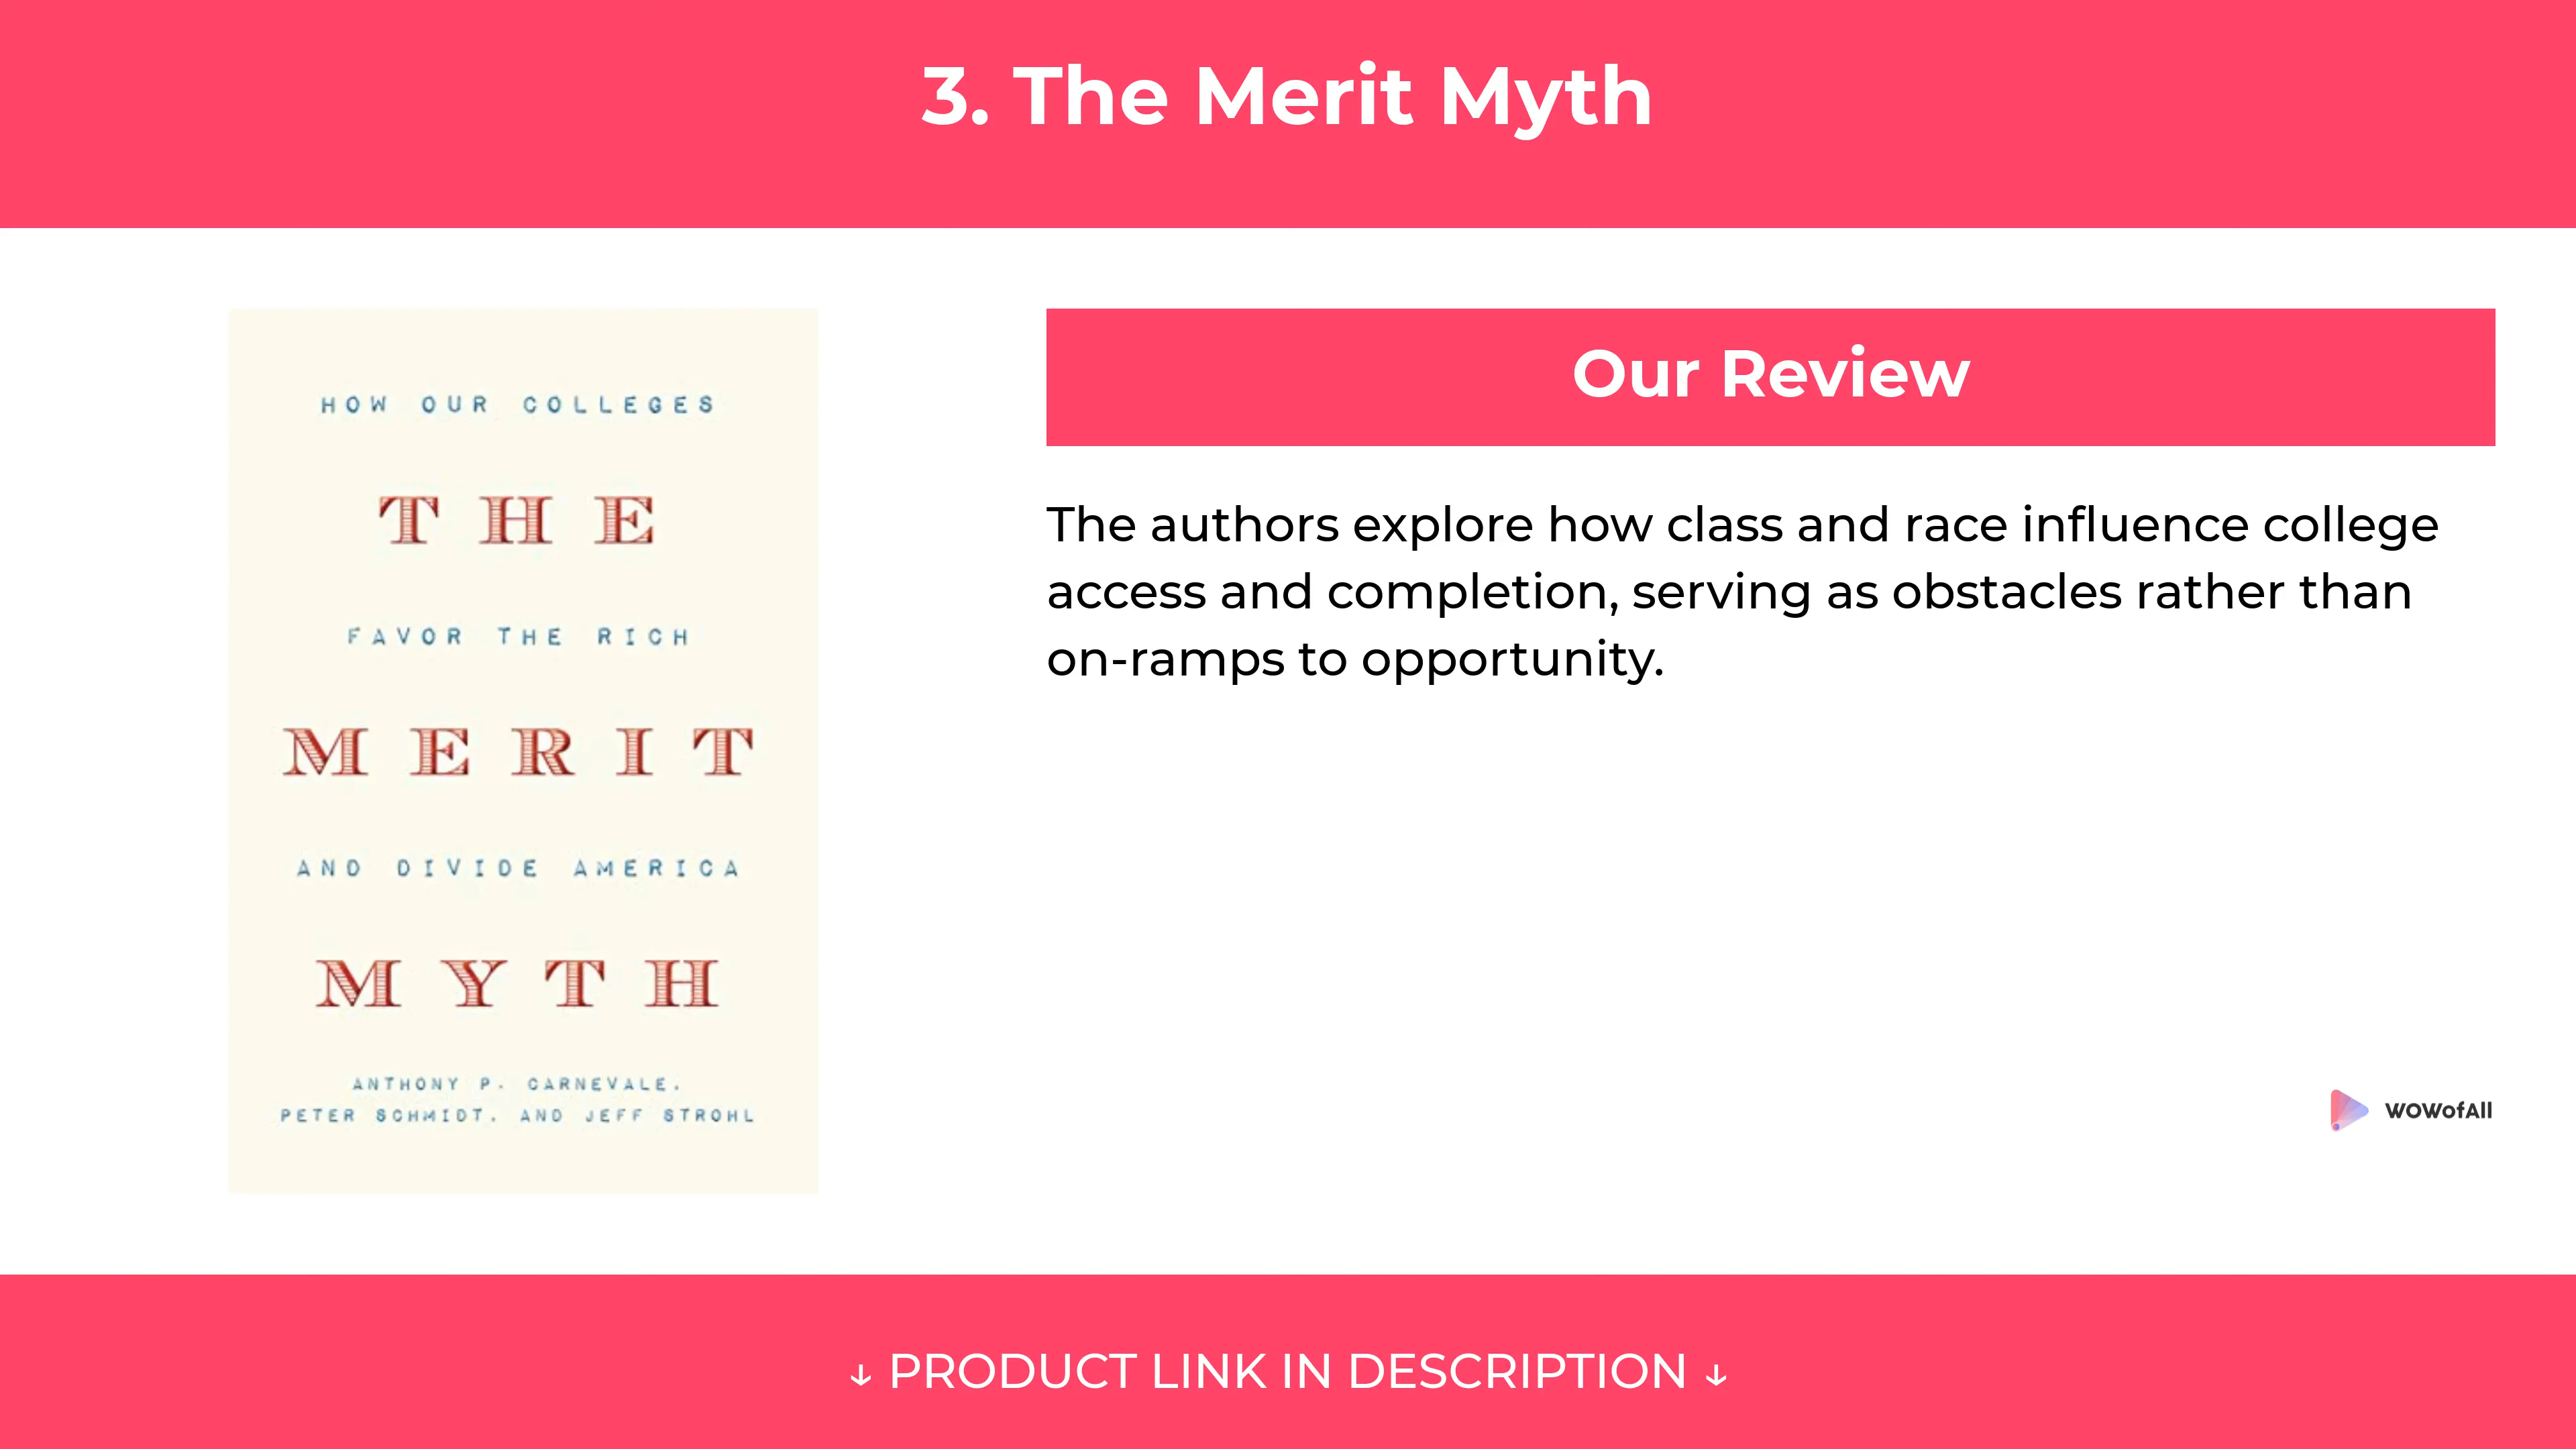 3. The Merit Myth
HOW OUR COLLEGES
THE
FAVOR THE RICH
MERIT
AND DIVIDE AMERICA
MYTH
ANTHONY P. CARNEVALE,
PETER SCHMIDT, AND JEFF STROHL
Our Review
The authors explore how class and race influence college
access and completion, serving as obstacles rather than
on-ramps to opportunity.
WOWofAll
↓ PRODUCT LINK IN DESCRIPTION ↓